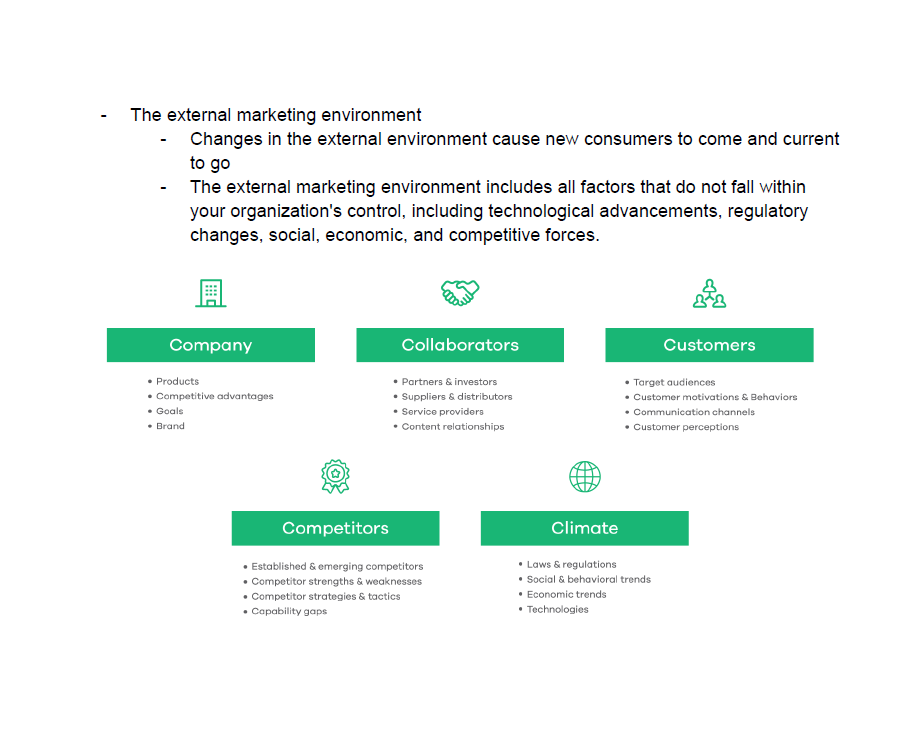 - The external marketing environment
- Changes in the external environment cause new consumers to come and current
to go
- The external marketing environment includes all factors that do not fall within
your organization's control, including technological advancements, regulatory
changes, social, economic, and competitive forces.
Company
• Products
• Competitive advantages
• Goals
• Brand
Collaborators
• Partners & investors
• Suppliers & distributors
• Service providers
• Content relationships
Customers
• Target audiences
• Customer motivations & Behaviors
• Communication channels
• Customer perceptions
Competitors
• Established & emerging competitors
• Competitor strengths & weaknesses
• Competitor strategies & tactics
• Capability gaps
Climate
• Laws & regulations
• Social & behavioral trends
• Economic trends
• Technologies